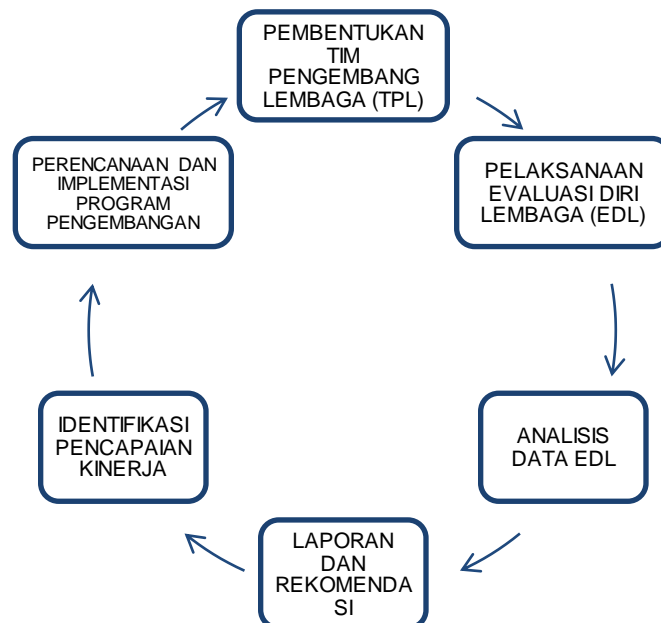 PEMBENTUKAN
TIM
PENGEMBANG
LEMBAGA (TPL)
PELAKSANAAN
EVALUASI DIRI
LEMBAGA (EDL)
ANALISIS
DATA EDL
LAPORAN
DAN
REKOMENDA
SI
IDENTIFIKASI
PENCAPAIAN
KINERJA
PERENCANAAN DAN
IMPLEMENTASI
PROGRAM
PENGEMBANGAN